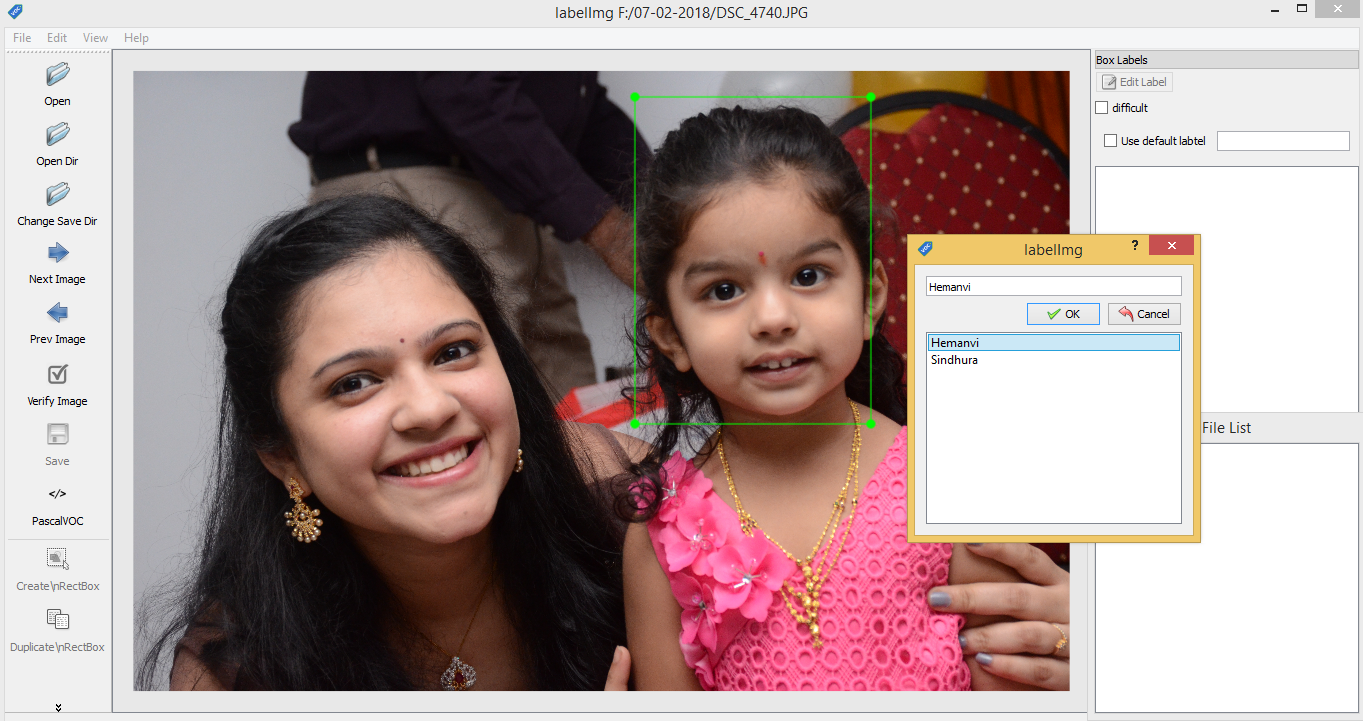 labelImg F:/07-02-2018/DSC_4740.JPG
File Edit View Help
Open
Open Dir
Change Save Dir
Next Image
Prev Image
Verify Image
Save
</>
PascalVOC
Create\nRectBox
Duplicate\nRectBox
Box Labels
Edit Label
difficult
Use default labtel
labelImg
?
Hemanvi
OK Cancel
Hemanvi
Sindhura
File List